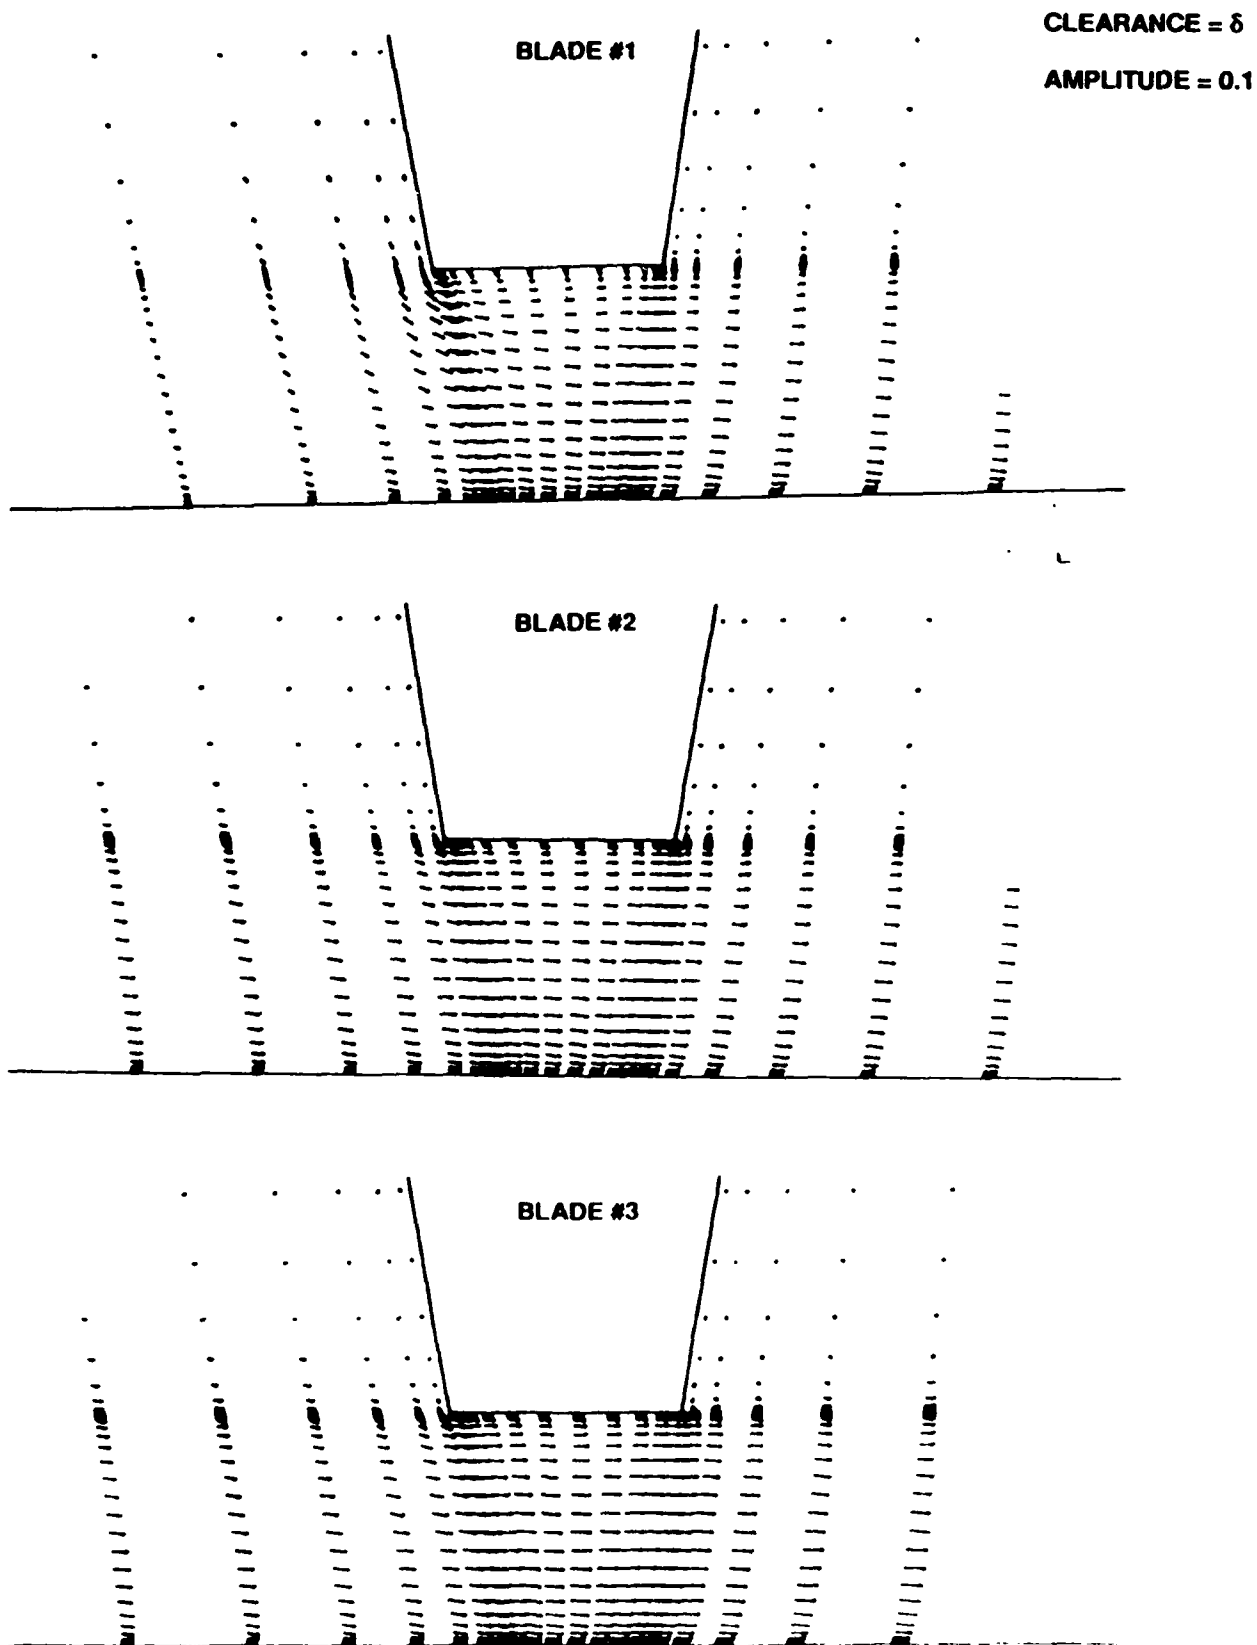 CLEARANCE = δ
AMPLITUDE = 0.1
BLADE #1
BLADE #2
BLADE #3